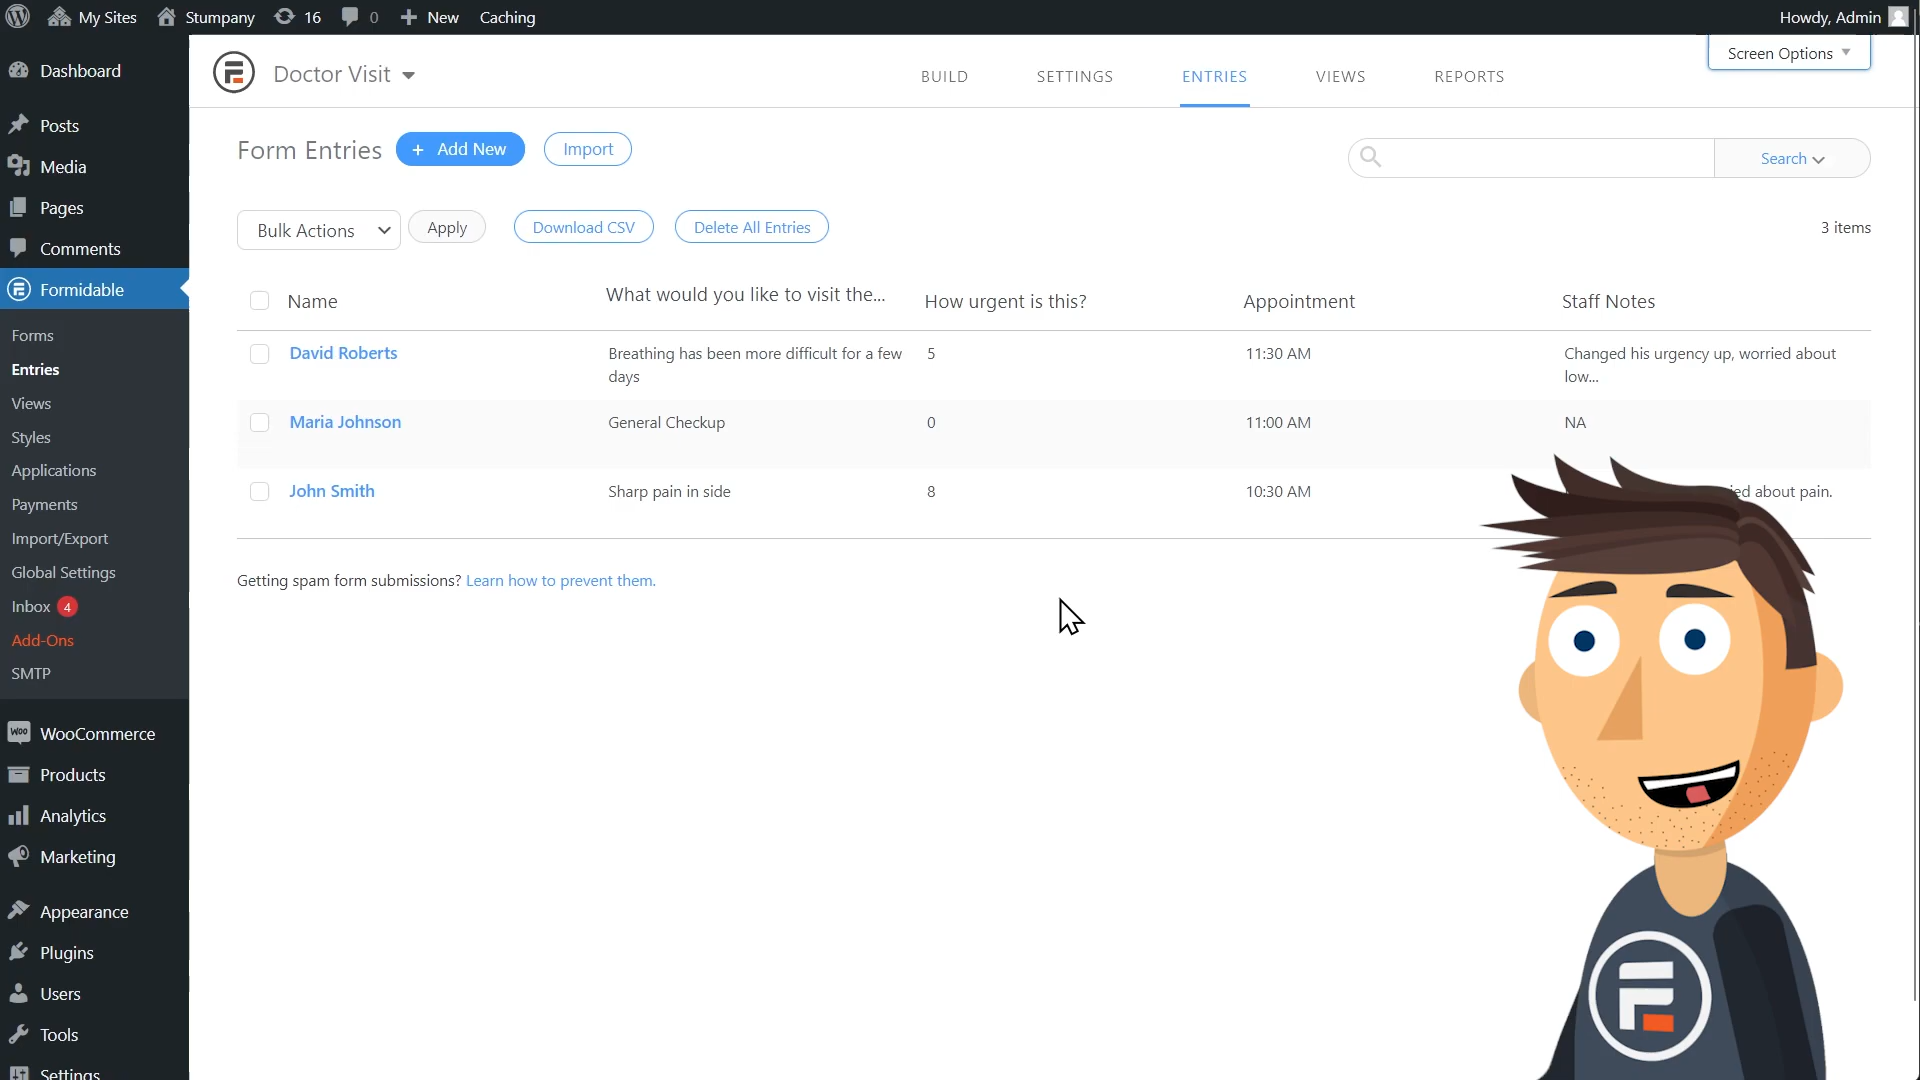 My Sites Stumpany 16 0 New Caching Howdy, Admin
Dashboard
Posts
Media
Pages
Comments
Formidable
Forms
Entries
Views
Styles
Applications
Payments
Import/Export
Global Settings
Inbox 4
Add-Ons
SMTP
WooCommerce
Products
Analytics
Marketing
Appearance
Plugins
Users
Tools
Settings
Doctor Visit BUILD SETTINGS ENTRIES VIEWS REPORTS Screen Options
Form Entries + Add New Import Search
Bulk Actions Apply Download CSV Delete All Entries 3 items
Name What would you like to visit the... How urgent is this? Appointment Staff Notes
David Roberts Breathing has been more difficult for a few 5 11:30 AM Changed his urgency up, worried about
days low...
Maria Johnson General Checkup 0 11:00 AM NA
John Smith Sharp pain in side 8 10:30 AM about pain.
Getting spam form submissions? Learn how to prevent them.